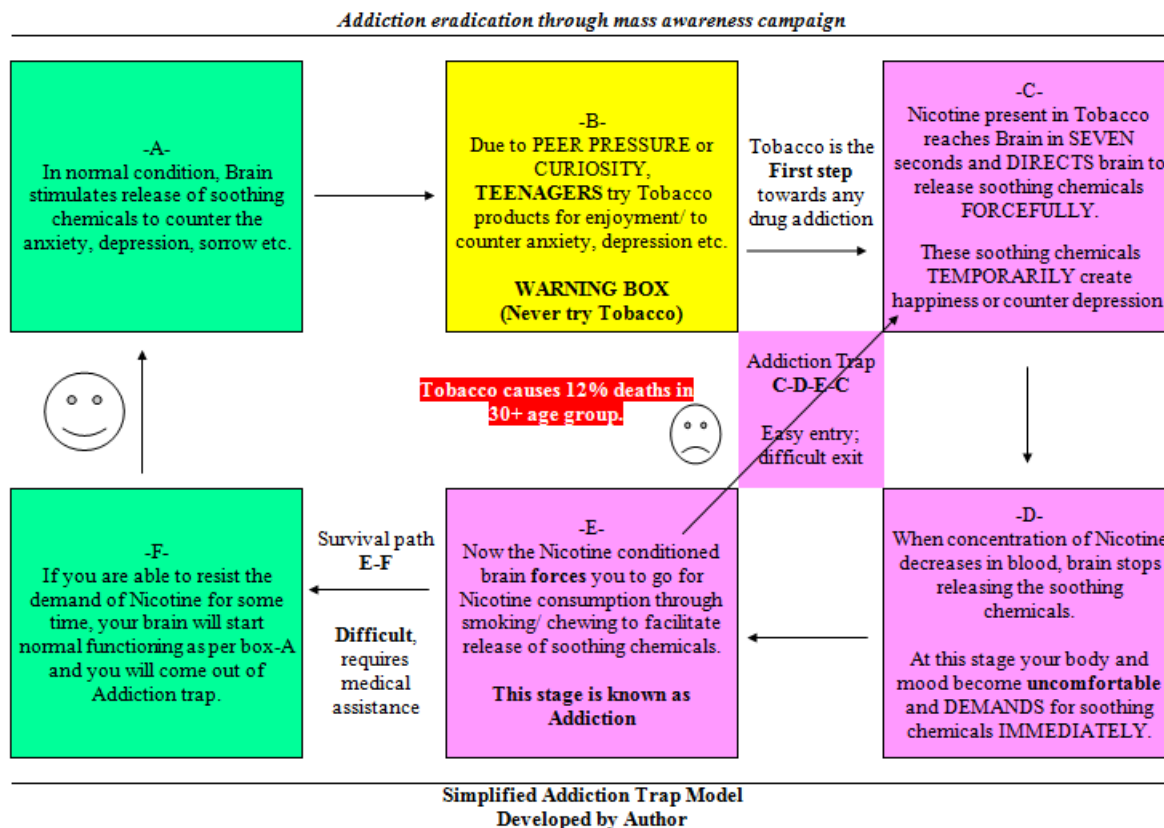 Addiction eradication through mass awareness campaign
-A-
In normal condition, Brain
stimulates release of soothing
chemicals to counter the
anxiety, depression, sorrow etc.
-B-
Due to PEER PRESSURE or
CURIOSITY,
TEENAGERS try Tobacco
products for enjoyment/ to
counter anxiety, depression etc.
WARNING BOX
(Never try Tobacco)
Tobacco is the
First step
towards any
drug addiction
-C-
Nicotine present in Tobacco
reaches Brain in SEVEN
seconds and DIRECTS brain to
release soothing chemicals
FORCEFULLY.
These soothing chemicals
TEMPORARILY create
happiness or counter depression
Tobacco causes 12% deaths in
30+ age group.
Addiction Trap
C-D-E-C
Easy entry;
difficult exit
-F-
If you are able to resist the
demand of Nicotine for some
time, your brain will start
normal functioning as per box-A
and you will come out of
Addiction trap.
Survival path
E-F
Difficult,
requires
medical
assistance
-E-
Now the Nicotine conditioned
brain forces you to go for
Nicotine consumption through
smoking/ chewing to facilitate
release of soothing chemicals.
This stage is known as
Addiction
-D-
When concentration of Nicotine
decreases in blood, brain stops
releasing the soothing
chemicals.
At this stage your body and
mood become uncomfortable
and DEMANDS for soothing
chemicals IMMEDIATELY.
Simplified Addiction Trap Model
Developed by Author